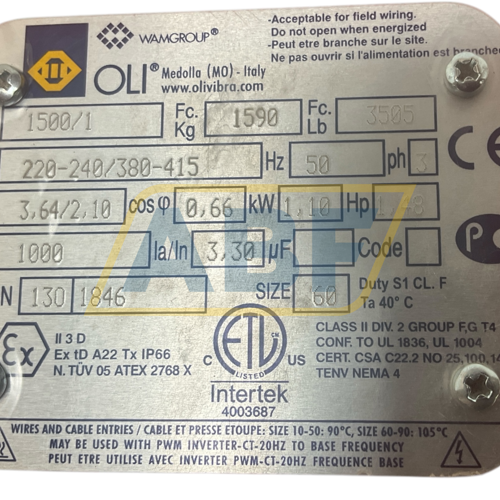 -Acceptable for field wiring.
Do not open when energized
-Peut etre branche sur le site.
Ne pas ouvrir si l'alimentation est branchee
WAMGROUP®
OLI® Medolla (MO) - Italy
www.olivibra.com
1500/1 Fc. Kg 1590 Fc. Lb 3505
220-240/380-415 Hz 50 ph 3
3,64/2,10 cosφ 0,66 kW 1,10 Hp
1000 Ia/In 3,30 µF Code
N 130 1846 SIZE 60 Duty S1 CL. F
Ta 40° C
II 3 D
Ex tD A22 Tx IP66
N. TÜV 05 ATEX 2768 X
Ex
C ETL CM US
LISTED
Intertek
4003687
CLASS II DIV. 2 GROUP F,G T4
CONF. TO UL 1836, UL 1004
CERT. CSA C22.2 NO 25,100,14
TENV NEMA 4
WIRES AND CABLE ENTRIES / CABLE ET PRESSE ETOUPE: SIZE 10-50: 90°C, SIZE 60-90: 105°C
MAY BE USED WITH PWM INVERTER-CT-20HZ TO BASE FREQUENCY
PEUT ETRE UTILISE AVEC INVERTER PWM-CT-20HZ FREQUENCE BASE
ABF